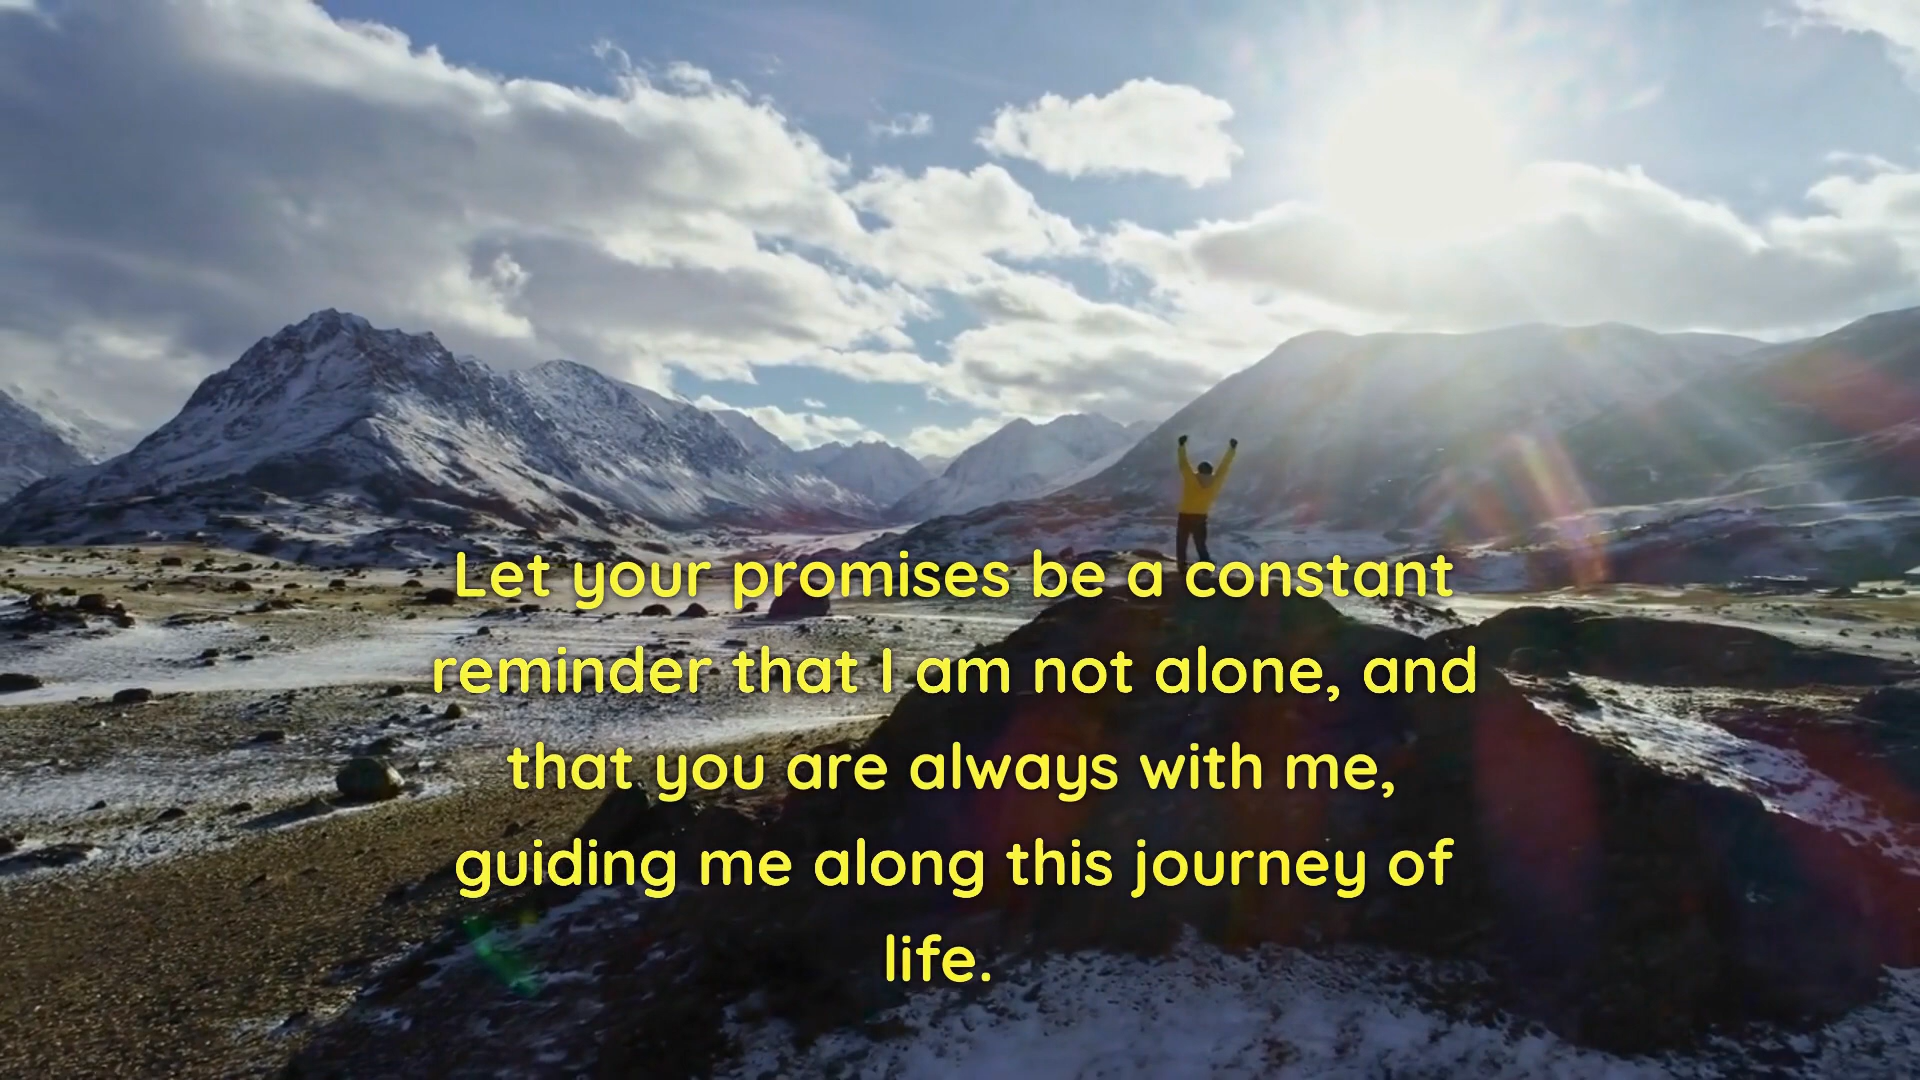 Let your promises be a constant
reminder that I am not alone, and
that you are always with me,
guiding me along this journey of
life.